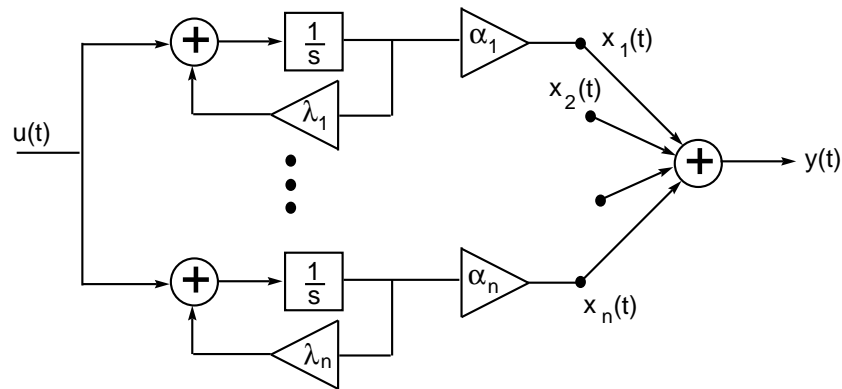 1/s
α₁
x₁(t)
λ₁
x₂(t)
u(t)
+
+
y(t)
1/s
αₙ
+
λₙ
xₙ(t)